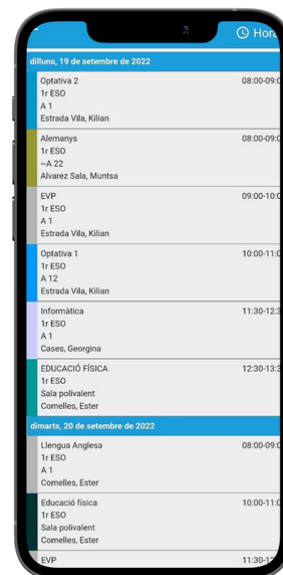 Hora
dilluns, 19 de setembre de 2022
Optativa 2 08:00-09:0
1r ESO
A 1
Estrada Vila, Kilian
Alemanys 08:00-09:0
1r ESO
~A 22
Alvarez Sala, Muntsa
EVP 09:00-10:0
1r ESO
A 1
Estrada Vila, Kilian
Optativa 1 10:00-11:0
1r ESO
A 12
Estrada Vila, Kilian
Informàtica 11:30-12:3
1r ESO
A 1
Cases, Georgina
EDUCACIÓ FÍSICA 12:30-13:3
1r ESO
Sala polivalent
Comelles, Ester
dimarts, 20 de setembre de 2022
Llengua Anglesa 08:00-09:0
1r ESO
A 1
Comelles, Ester
Educació física 10:00-11:0
1r ESO
Sala polivalent
Comelles, Ester
EVP 11:30-12